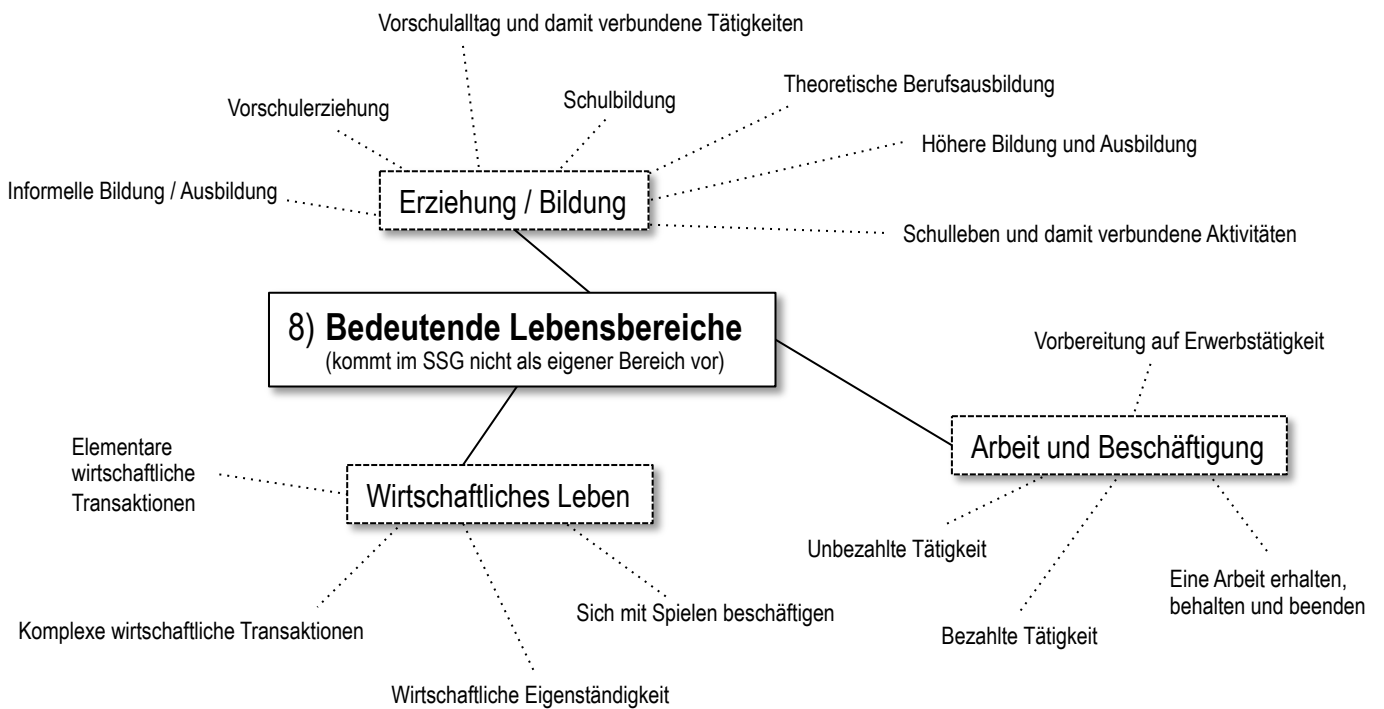 Vorschulalltag und damit verbundene Tätigkeiten
Theoretische Berufsausbildung
Schulbildung
Vorschulerziehung
Höhere Bildung und Ausbildung
Informelle Bildung / Ausbildung
Erziehung / Bildung
Schulleben und damit verbundene Aktivitäten
8) Bedeutende Lebensbereiche
(kommt im SSG nicht als eigener Bereich vor)
Vorbereitung auf Erwerbstätigkeit
Arbeit und Beschäftigung
Elementare
wirtschaftliche
Transaktionen
Wirtschaftliches Leben
Unbezahlte Tätigkeit
Eine Arbeit erhalten,
behalten und beenden
Sich mit Spielen beschäftigen
Komplexe wirtschaftliche Transaktionen
Bezahlte Tätigkeit
Wirtschaftliche Eigenständigkeit